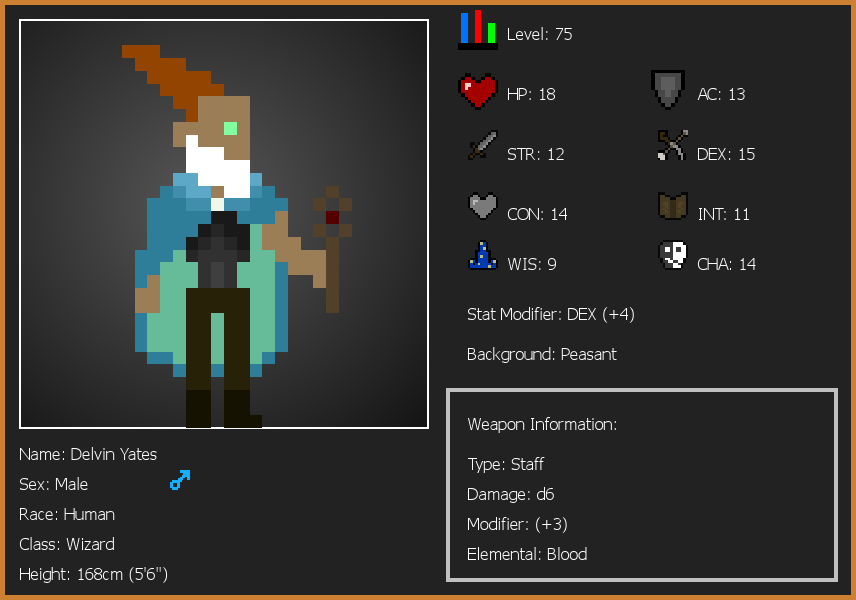 Level: 75
HP: 18
AC: 13
STR: 12
DEX: 15
CON: 14
INT: 11
WIS: 9
CHA: 14
Stat Modifier: DEX (+4)
Background: Peasant
Weapon Information:
Type: Staff
Damage: d6
Modifier: (+3)
Elemental: Blood
Name: Delvin Yates
Sex: Male
Race: Human
Class: Wizard
Height: 168cm (5'6")